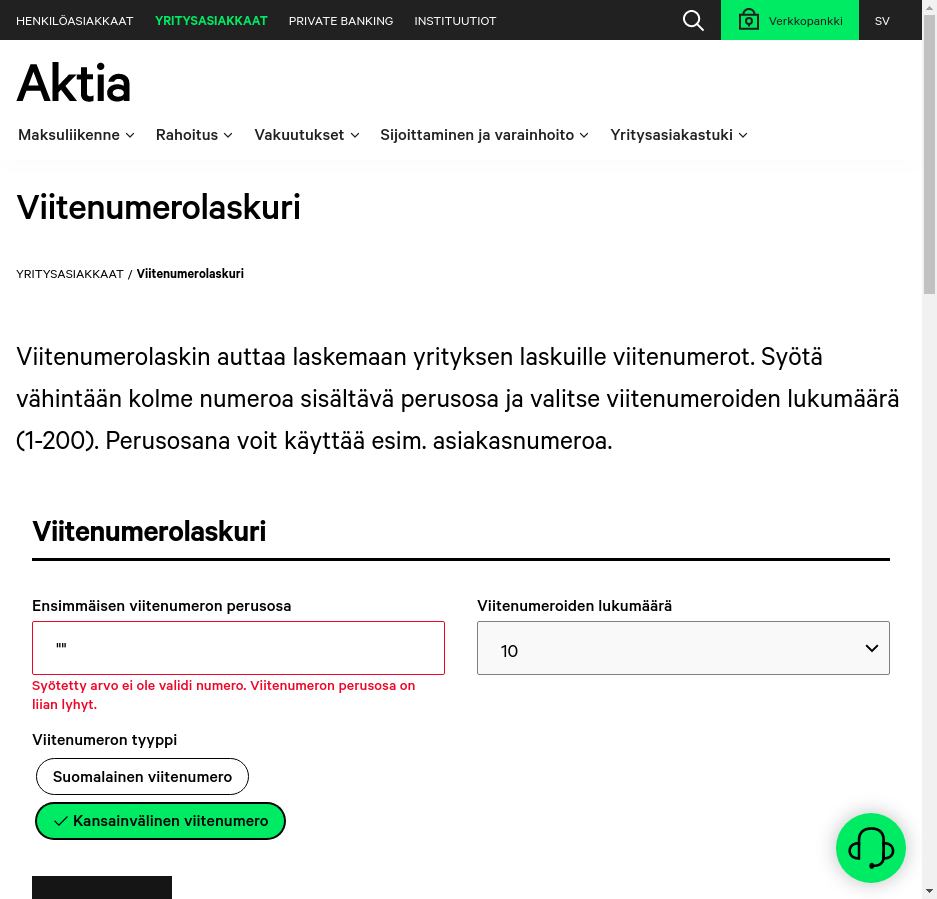 HENKILÖASIAKKAAT YRITYSASIAKKAAT PRIVATE BANKING INSTITUUTIOT Verkkopankki SV
Aktia
Maksuliikenne Rahoitus Vakuutukset Sijoittaminen ja varainhoito Yritysasiakastuki
Viitenumerolaskuri
YRITYSASIAKKAAT / Viitenumerolaskuri
Viitenumerolaskin auttaa laskemaan yrityksen laskuille viitenumerot. Syötä
vähintään kolme numeroa sisältävä perusosa ja valitse viitenumeroiden lukumäärä
(1-200). Perusosana voit käyttää esim. asiakasnumeroa.
Viitenumerolaskuri
Ensimmäisen viitenumeron perusosa Viitenumeroiden lukumäärä
"" 10
Syötetty arvo ei ole validi numero. Viitenumeron perusosa on
liian lyhyt.
Viitenumeron tyyppi
Suomalainen viitenumero
Kansainvälinen viitenumero